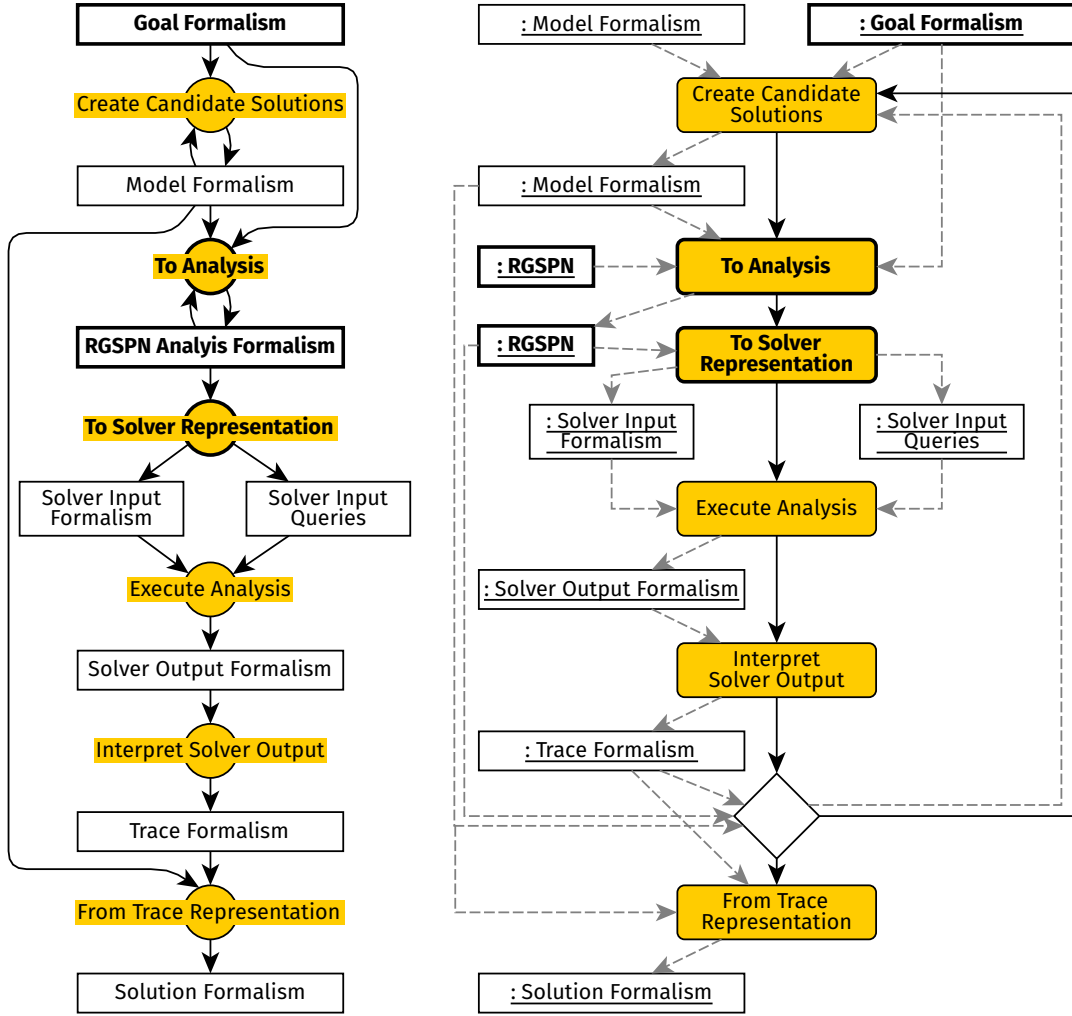 Goal Formalism
Create Candidate Solutions
Model Formalism
To Analysis
RGSPN Analyis Formalism
To Solver Representation
Solver Input
Formalism
Solver Input
Queries
Execute Analysis
Solver Output Formalism
Interpret Solver Output
Trace Formalism
From Trace Representation
Solution Formalism
: Model Formalism
: Goal Formalism
Create Candidate
Solutions
: Model Formalism
: RGSPN
To Analysis
: RGSPN
To Solver
Representation
: Solver Input
Formalism
: Solver Input
Queries
Execute Analysis
: Solver Output Formalism
Interpret
Solver Output
: Trace Formalism
From Trace
Representation
: Solution Formalism